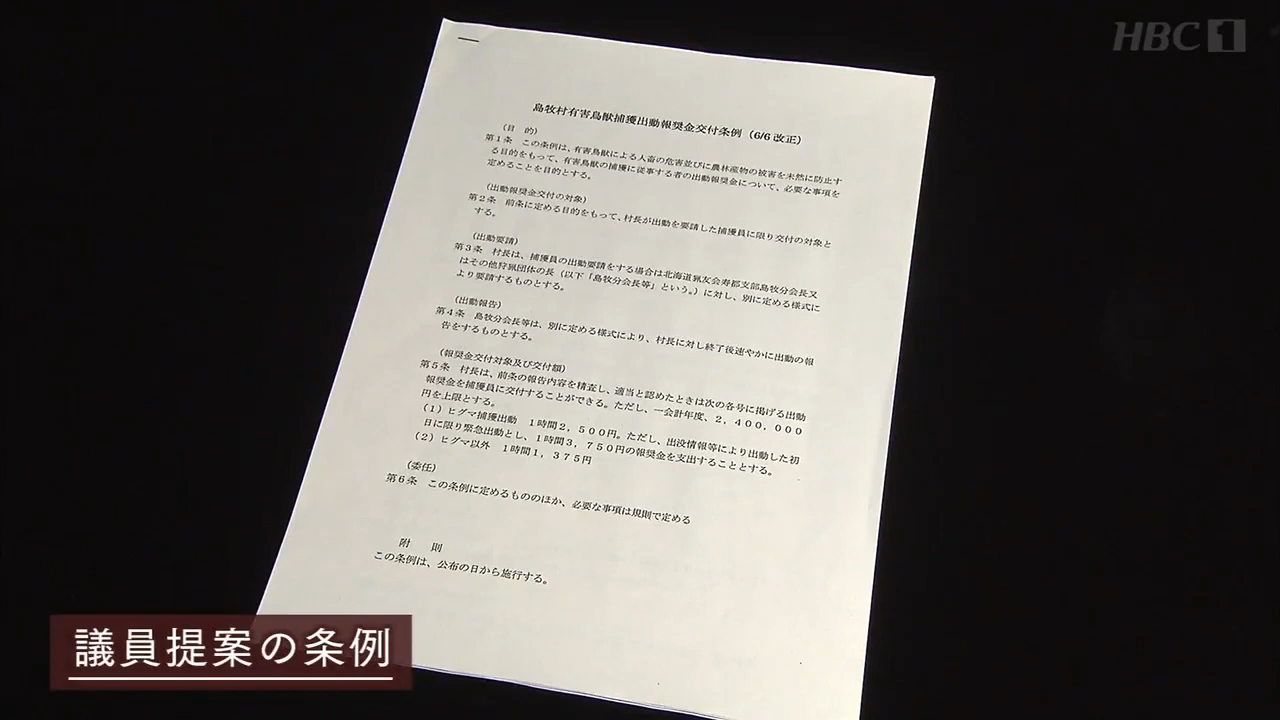 HBC 1
島牧村有害鳥獣捕獲出動報奨金交付条例（6/6 改正）
（目　的）
第１条　この条例は、有害鳥獣による人畜の危害並びに農林産物の被害を未然に防止す
る目的をもって、有害鳥獣の捕獲に従事する者の出動報奨金について、必要な事項を
定めることを目的とする。
（出動報奨金交付の対象）
第２条　前条に定める目的をもって、村長が出動を要請した捕獲員に限り交付の対象と
する。
（出動要請）
第３条　村長は、捕獲員の出動要請をする場合は北海道猟友会寿都支部島牧分会長又
はその他狩猟団体の長（以下「島牧分会長等」という。）に対し、別に定める様式に
より要請するものとする。
（出動報告）
第４条　島牧分会長等は、別に定める様式により、村長に対し終了後速やかに出動の報
告をするものとする。
（報奨金交付対象及び交付額）
第５条　村長は、前条の報告内容を精査し、適当と認めたときは次の各号に掲げる出動
報奨金を捕獲員に交付することができる。ただし、一会計年度、２，４００，０００
円を上限とする。
（１）ヒグマ捕獲出動　１時間２，５００円。ただし、出没情報等により出動した初
日に限り緊急出動とし、１時間３，７５０円の報奨金を支出することとする。
（２）ヒグマ以外　１時間１，３７５円
（委任）
第６条　この条例に定めるもののほか、必要な事項は規則で定める
附　則
この条例は、公布の日から施行する。
議員提案の条例